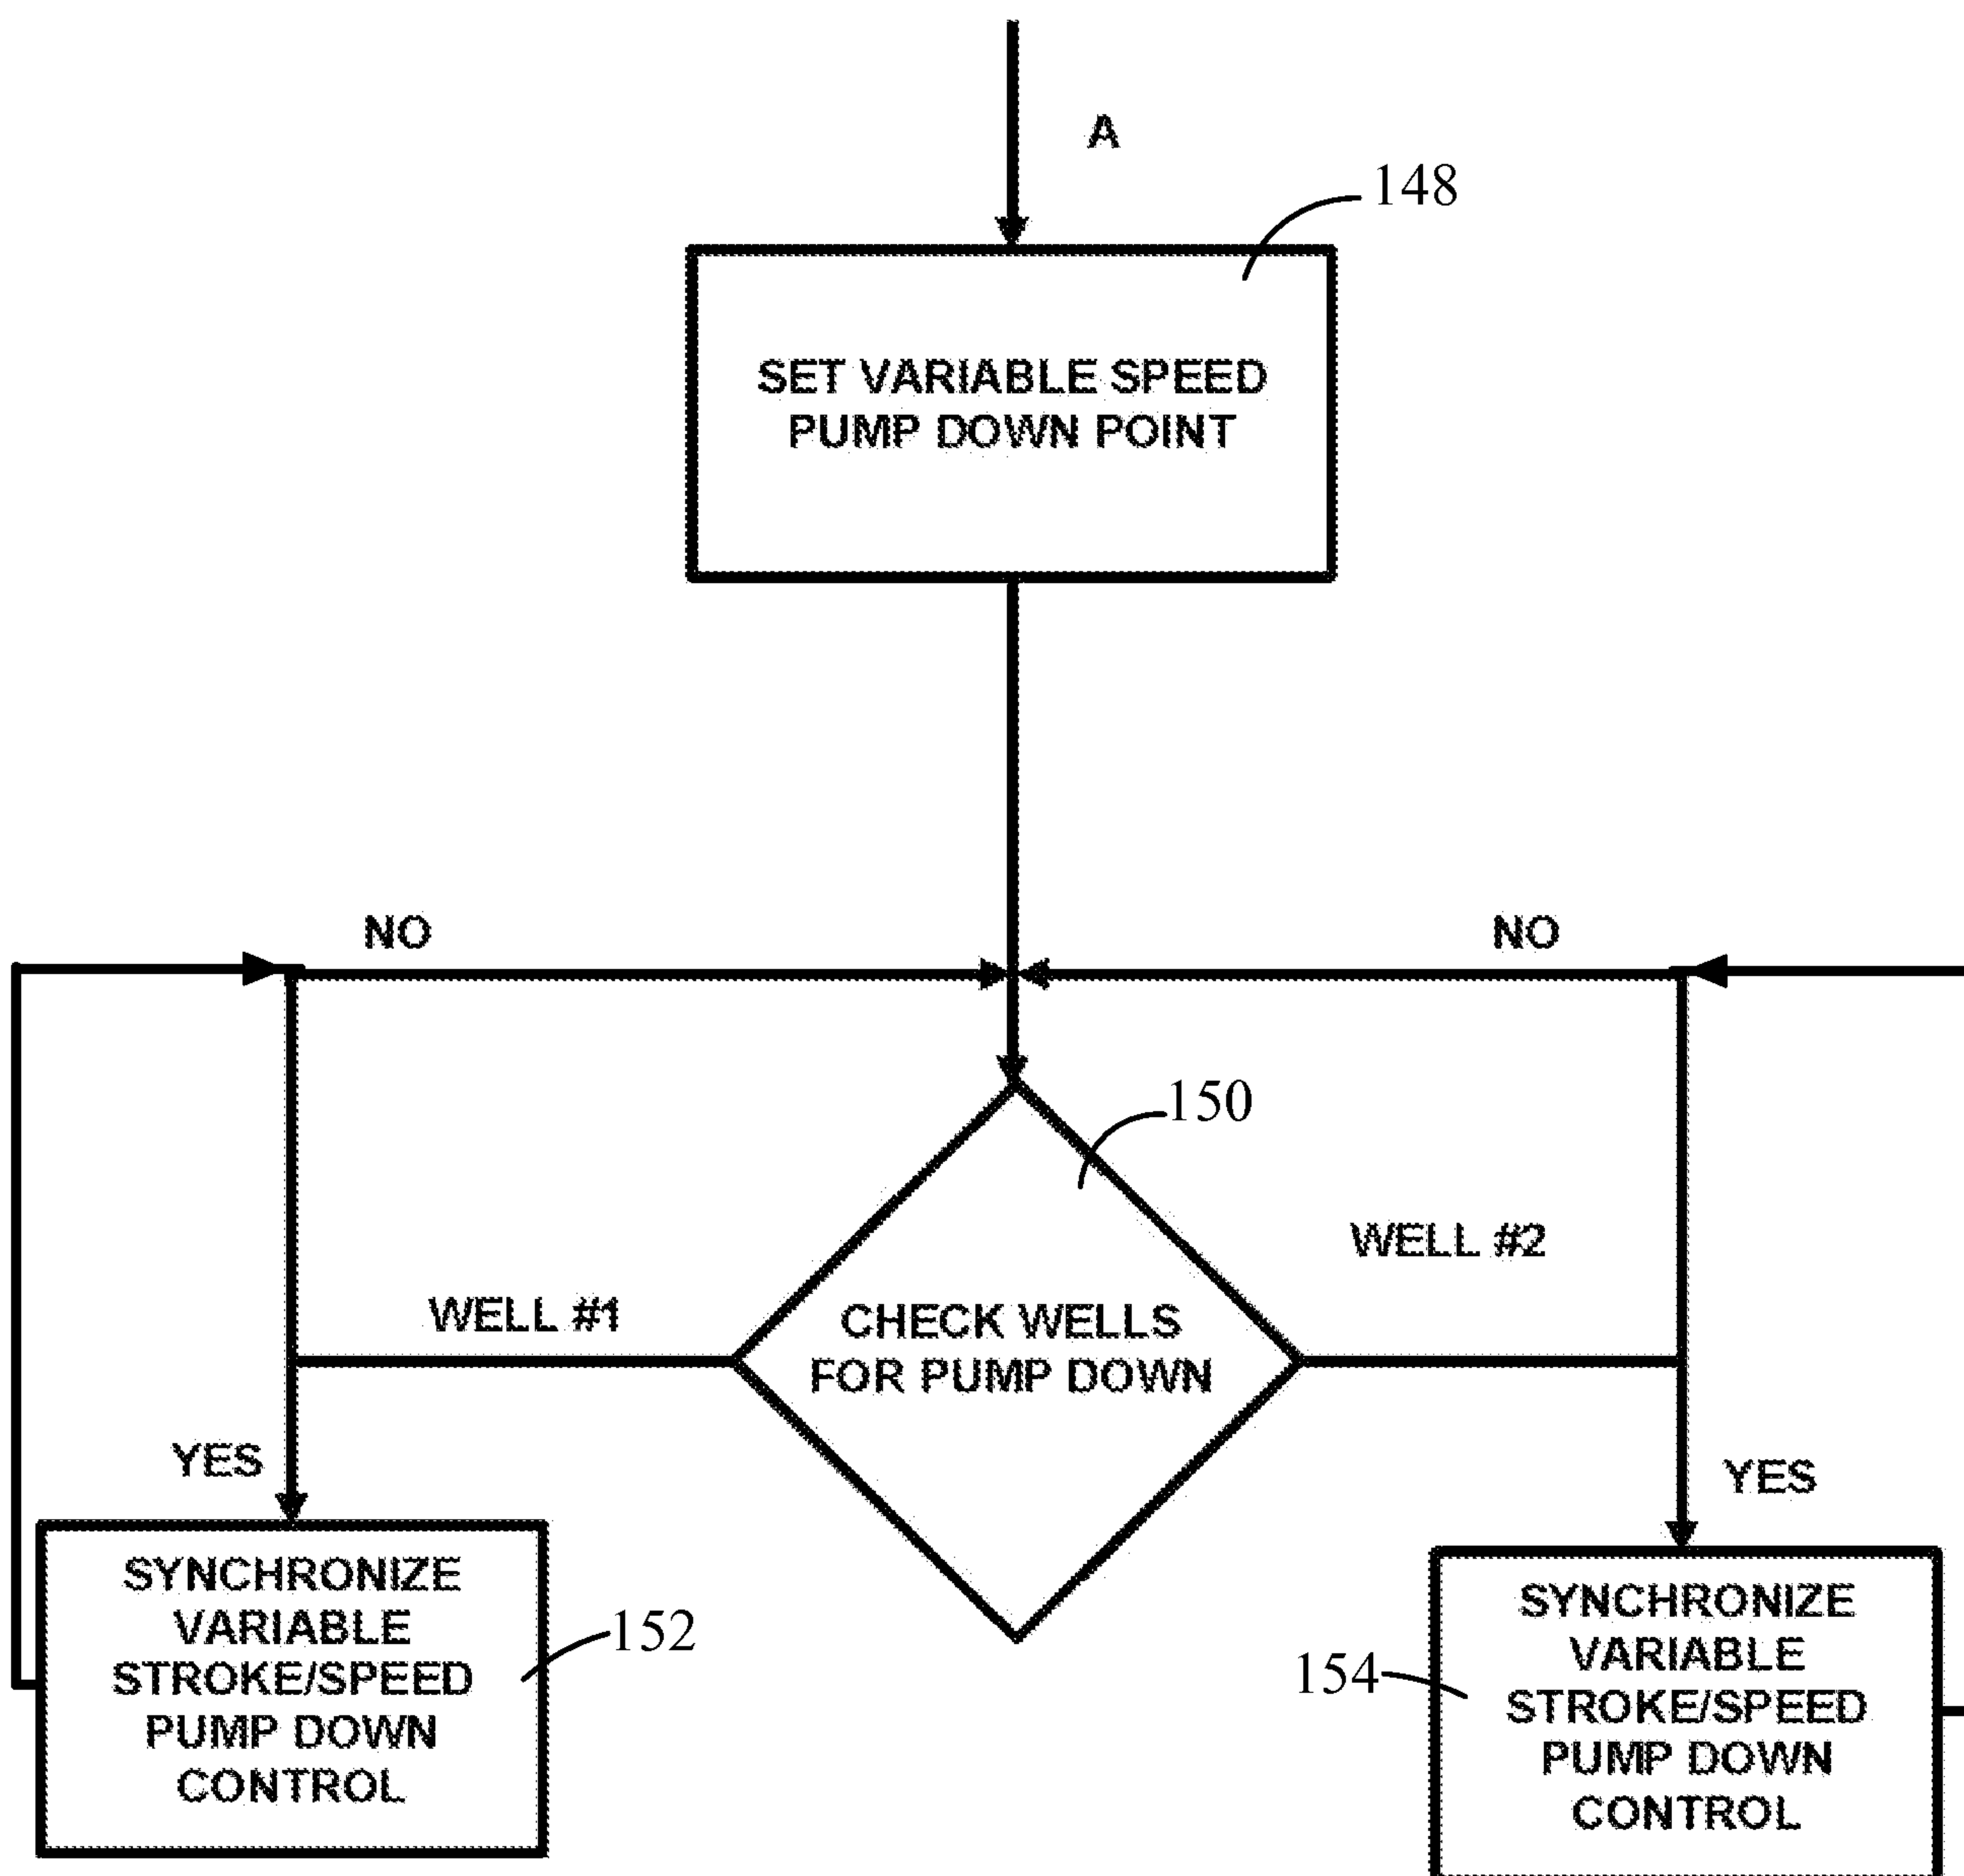 A
148
SET VARIABLE SPEED
PUMP DOWN POINT
NO
NO
150
WELL #2
WELL #1
CHECK WELLS
FOR PUMP DOWN
YES
YES
SYNCHRONIZE
VARIABLE
STROKE/SPEED
PUMP DOWN
CONTROL
152
154
SYNCHRONIZE
VARIABLE
STROKE/SPEED
PUMP DOWN
CONTROL